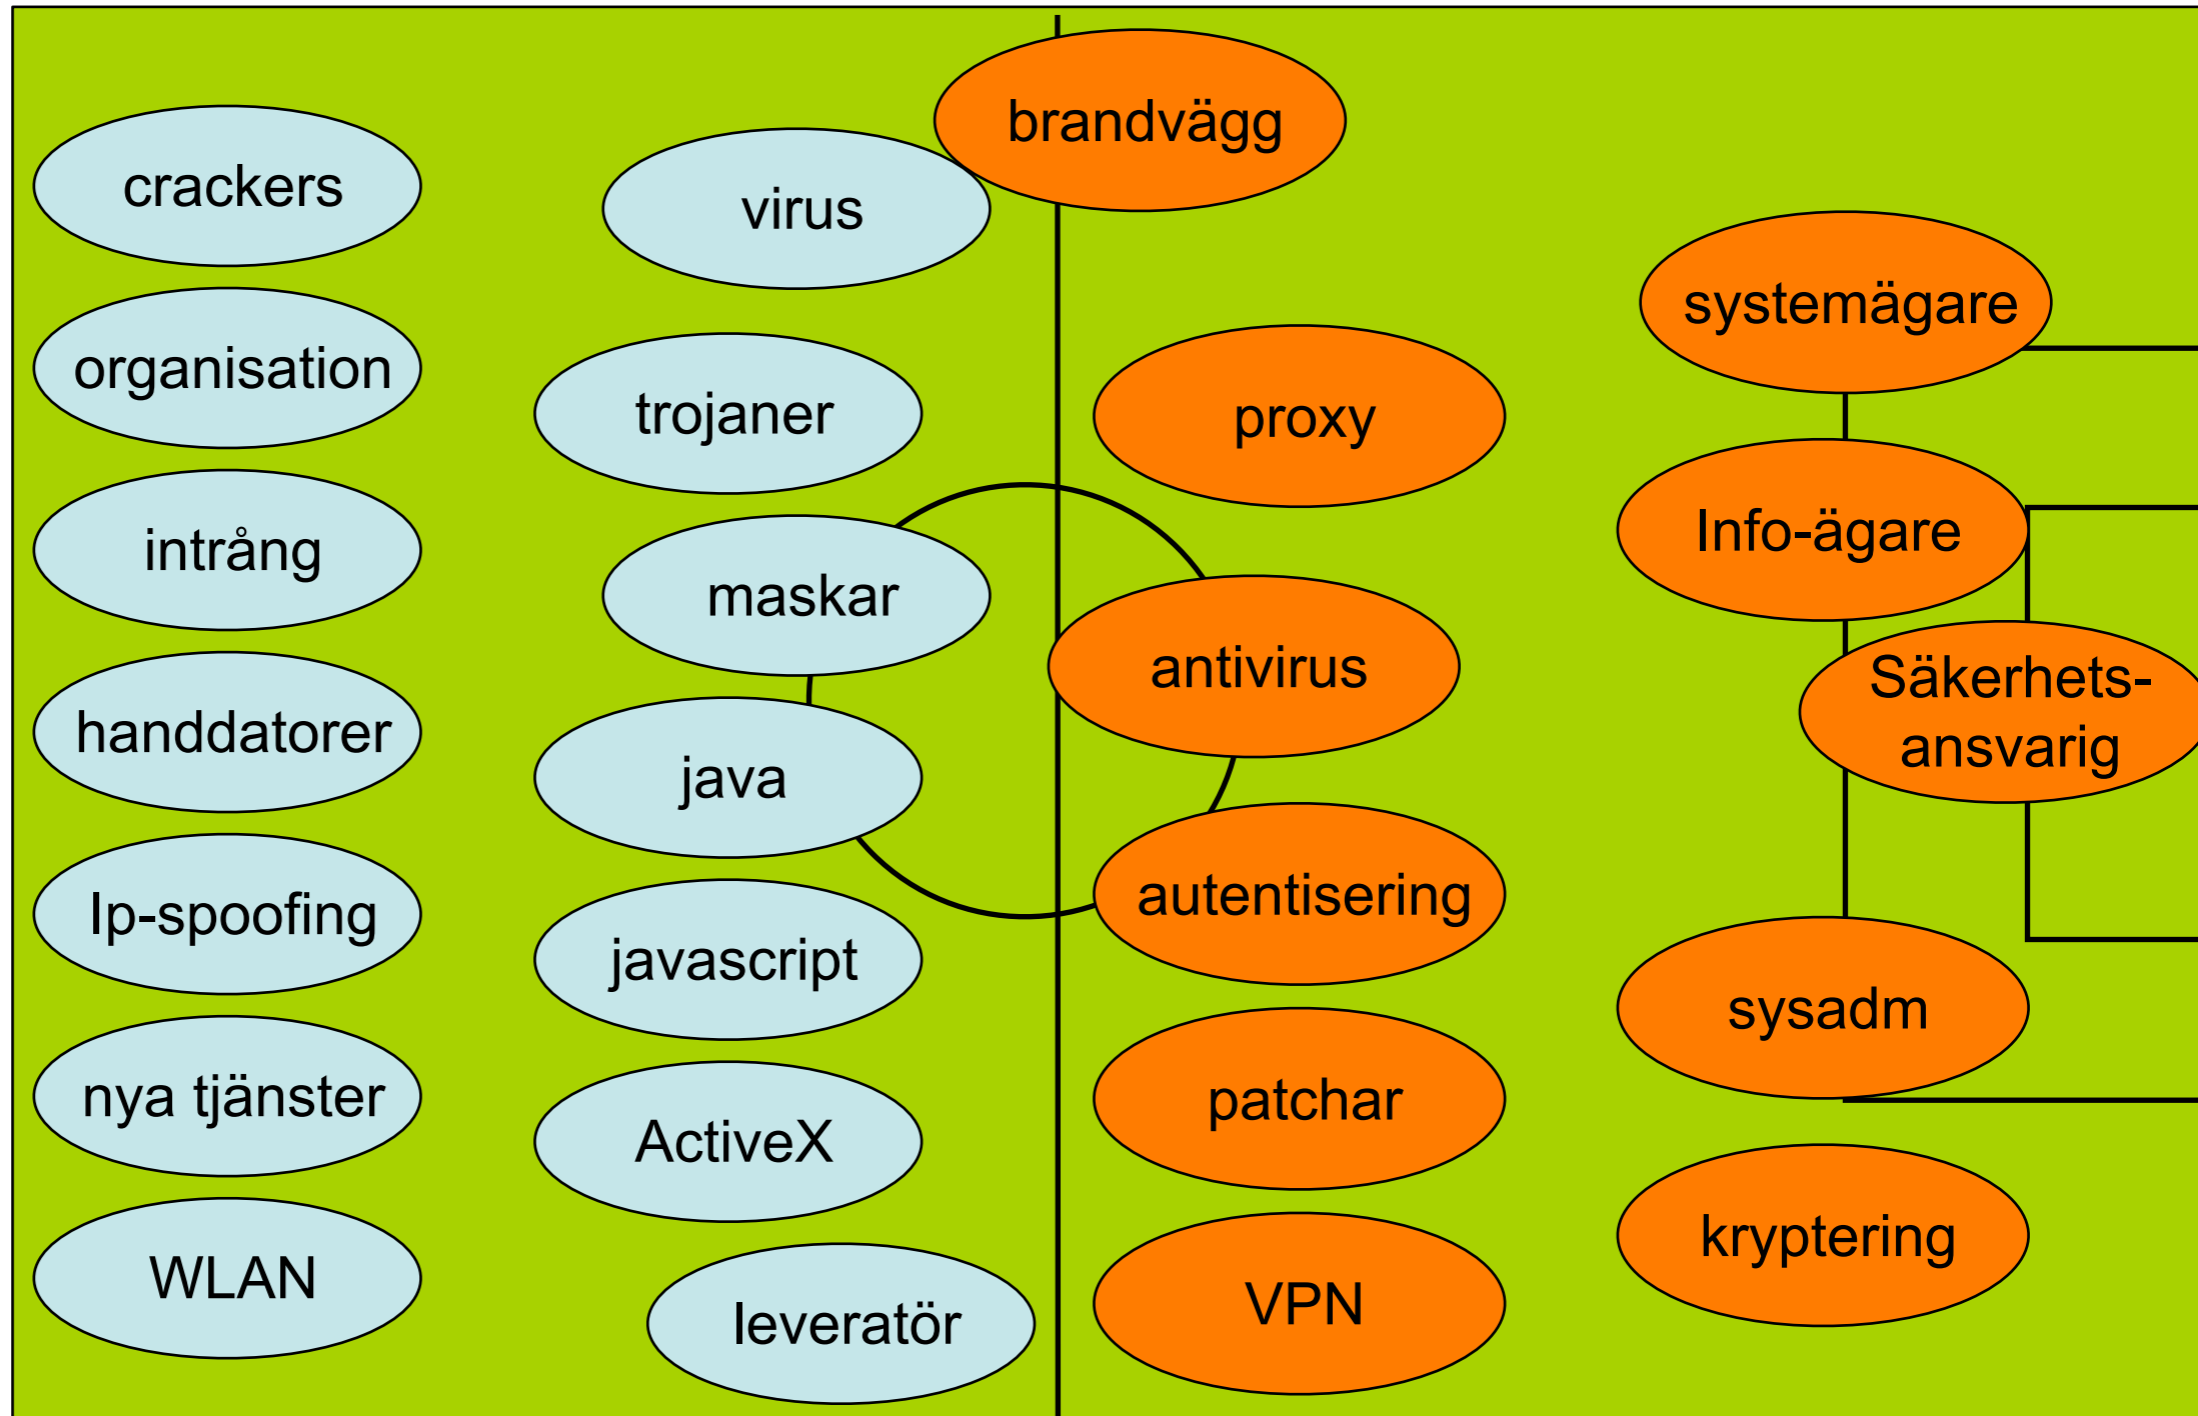 crackers
organisation
intrång
handdatorer
Ip-spoofing
nya tjänster
WLAN
virus
trojaner
maskar
java
javascript
ActiveX
leveratör
brandvägg
proxy
antivirus
autentisering
patchar
VPN
systemägare
Info-ägare
Säkerhets-
ansvarig
sysadm
kryptering